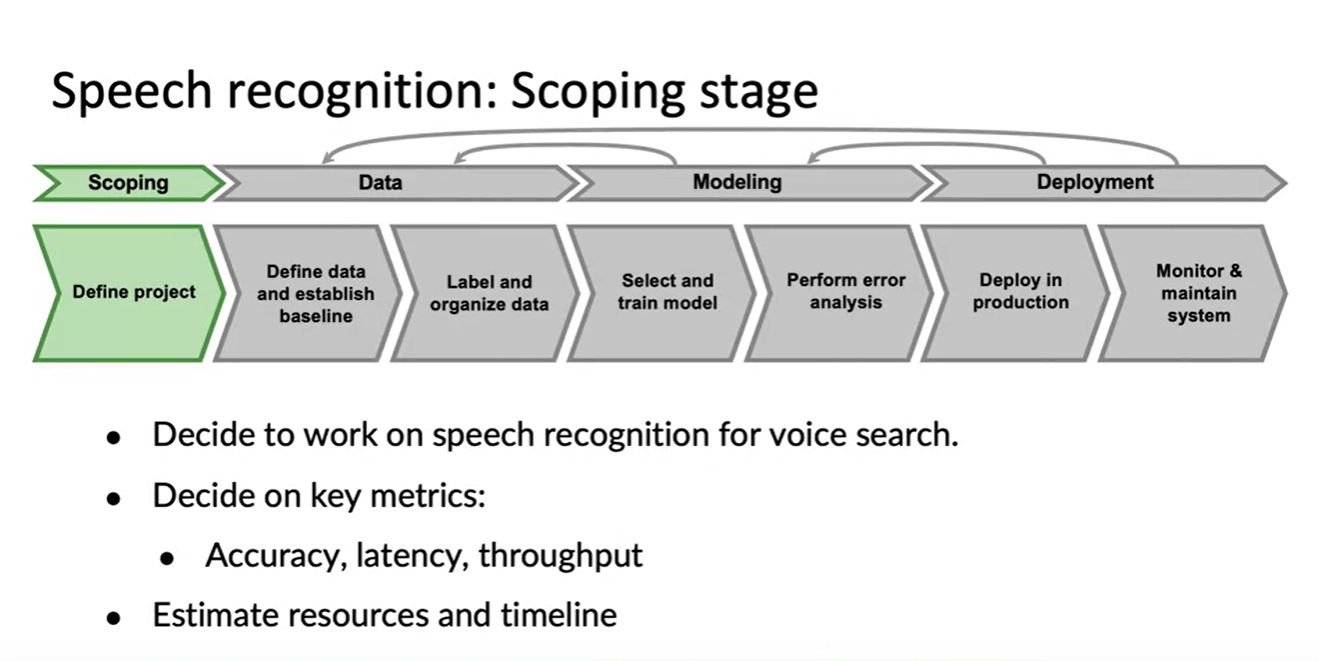 Speech recognition: Scoping stage
Scoping
Data
Modeling
Deployment
Define project
Define data
and establish
baseline
Label and
organize data
Select and
train model
Perform error
analysis
Deploy in
production
Monitor &
maintain
system
• Decide to work on speech recognition for voice search.
• Decide on key metrics:
• Accuracy, latency, throughput
• Estimate resources and timeline